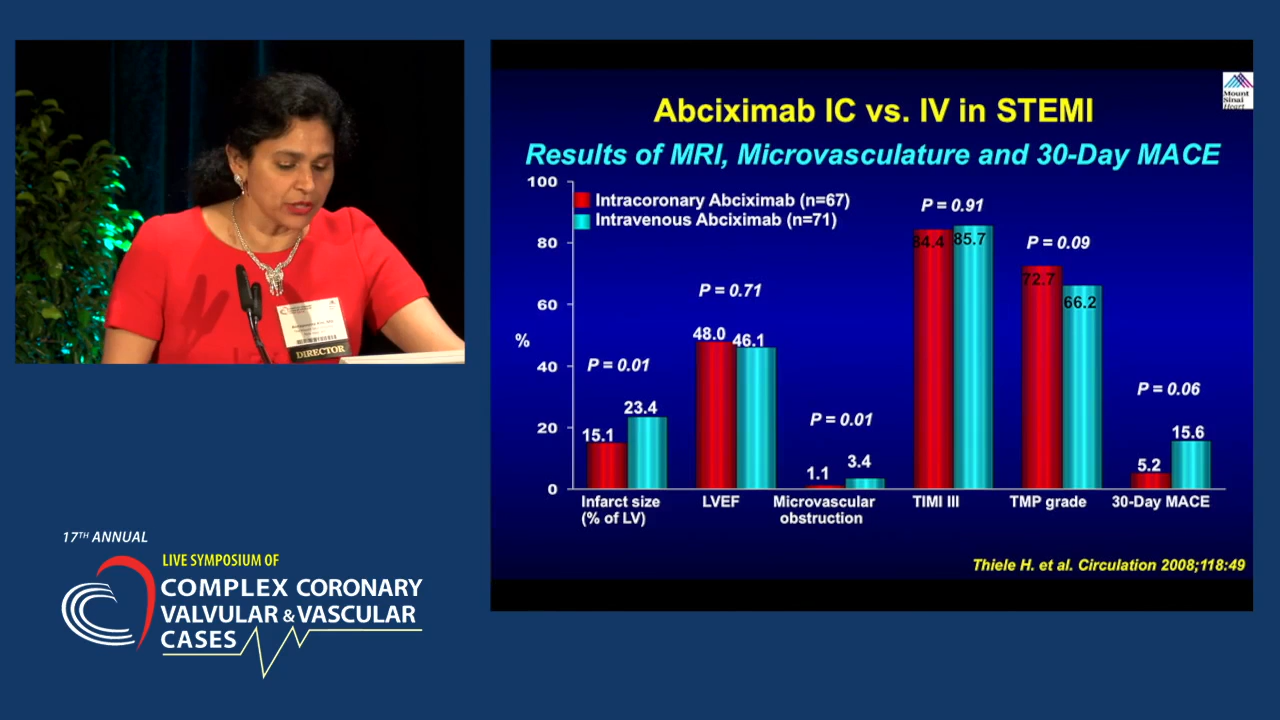 DIRECTOR
17TH ANNUAL
LIVE SYMPOSIUM OF
COMPLEX CORONARY
VALVULAR & VASCULAR
CASES
Mount
Sinai
Heart
Abciximab IC vs. IV in STEMI
Results of MRI, Microvasculature and 30-Day MACE
100
80
60
40
20
0
%
Intracoronary Abciximab (n=67)
Intravenous Abciximab (n=71)
P = 0.01
15.1
23.4
P = 0.71
48.0
46.1
P = 0.01
1.1
3.4
P = 0.91
84.4
85.7
P = 0.09
72.7
66.2
P = 0.06
5.2
15.6
Infarct size
(% of LV)
LVEF
Microvascular
obstruction
TIMI III
TMP grade
30-Day MACE
Thiele H. et al. Circulation 2008;118:49